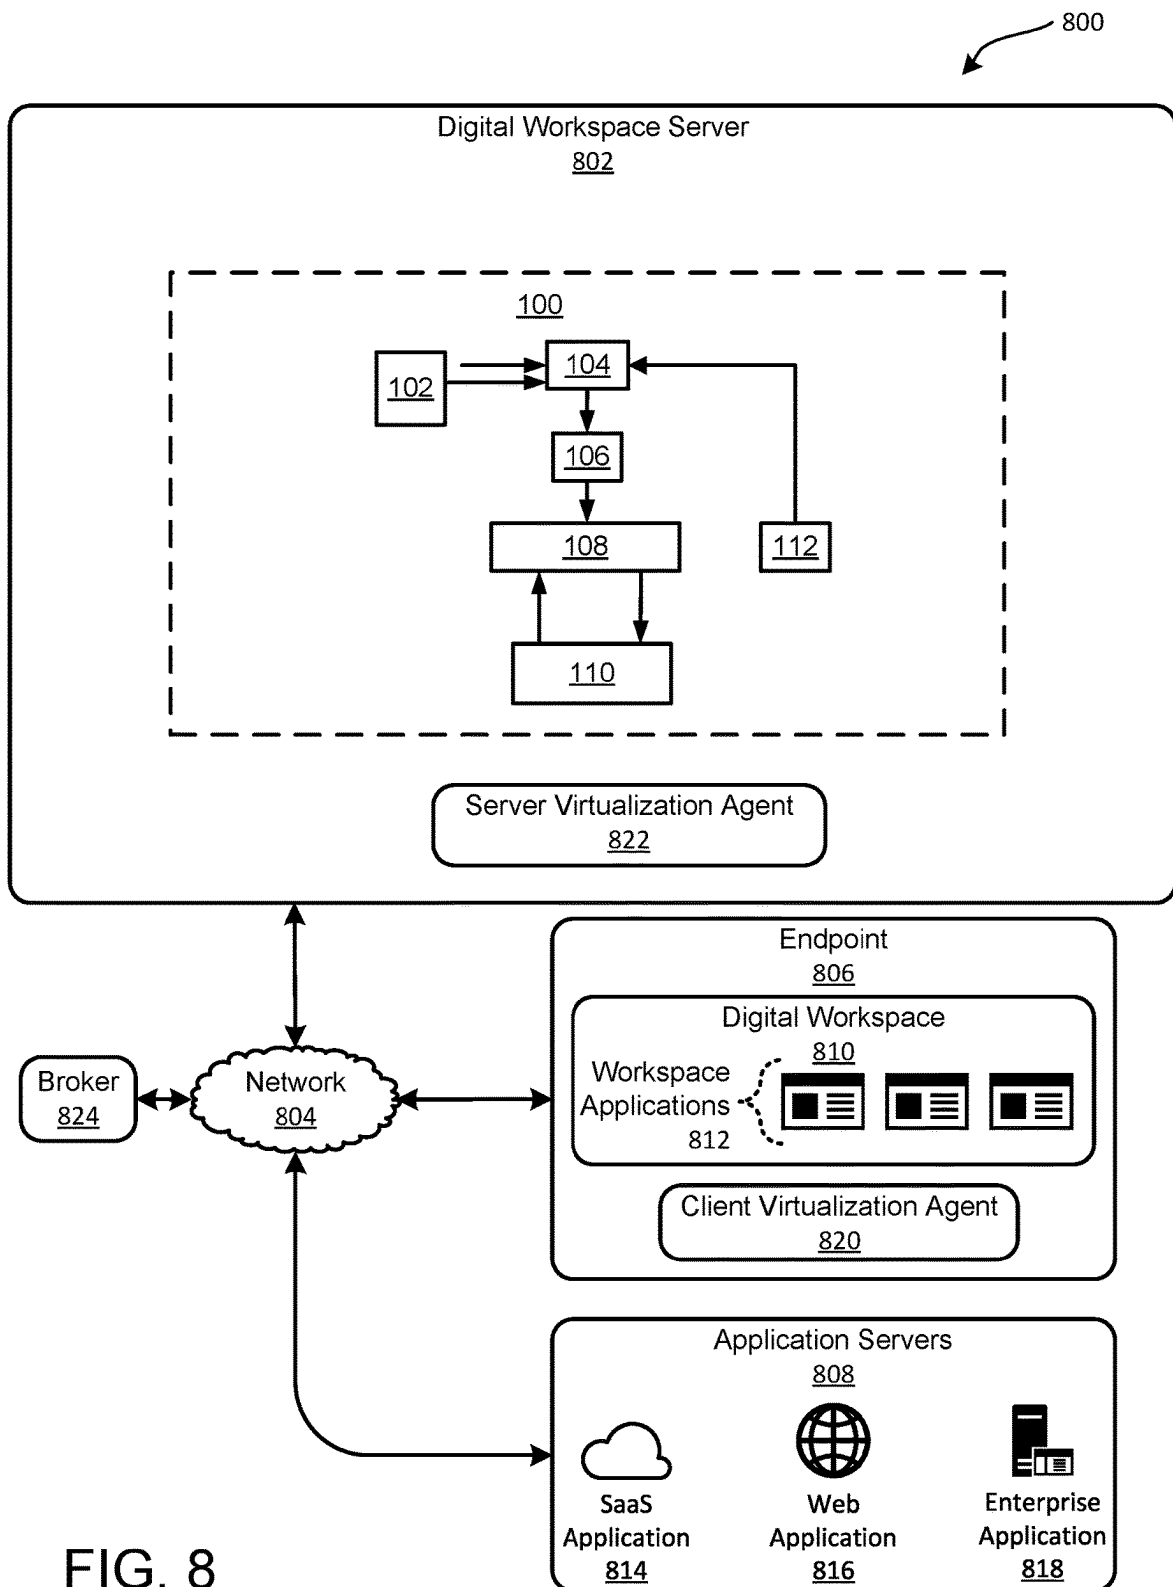 800
Digital Workspace Server
802
100
102
104
106
108
112
110
Server Virtualization Agent
822
Endpoint
806
Digital Workspace
810
Workspace
Applications
812
Broker
824
Network
804
Client Virtualization Agent
820
Application Servers
808
SaaS
Application
814
Web
Application
816
Enterprise
Application
818
FIG. 8